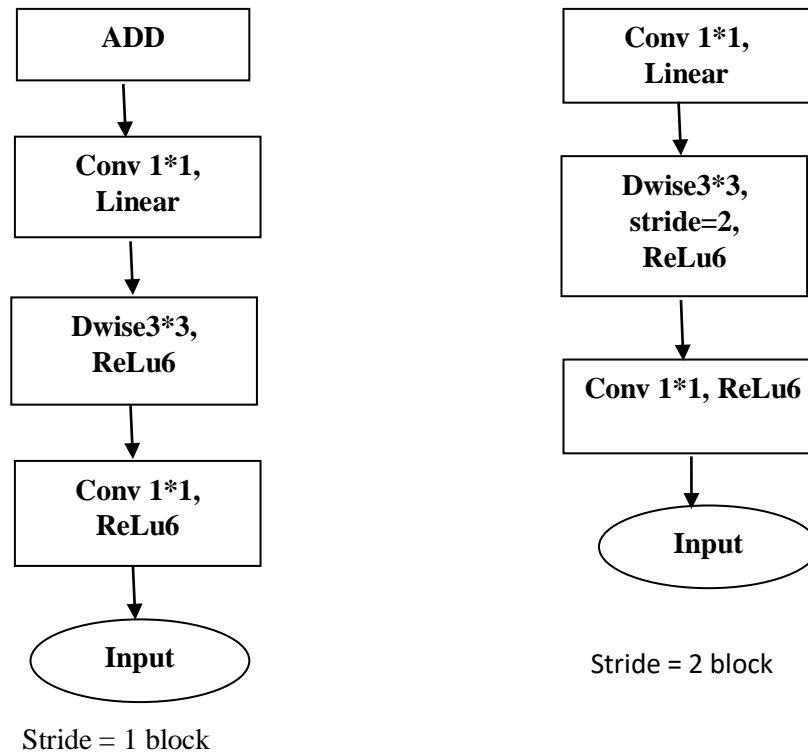 ADD
Conv 1*1,
Linear
Dwise3*3,
ReLu6
Conv 1*1,
ReLu6
Input
Stride = 1 block
Conv 1*1,
Linear
Dwise3*3,
stride=2,
ReLu6
Conv 1*1, ReLu6
Input
Stride = 2 block